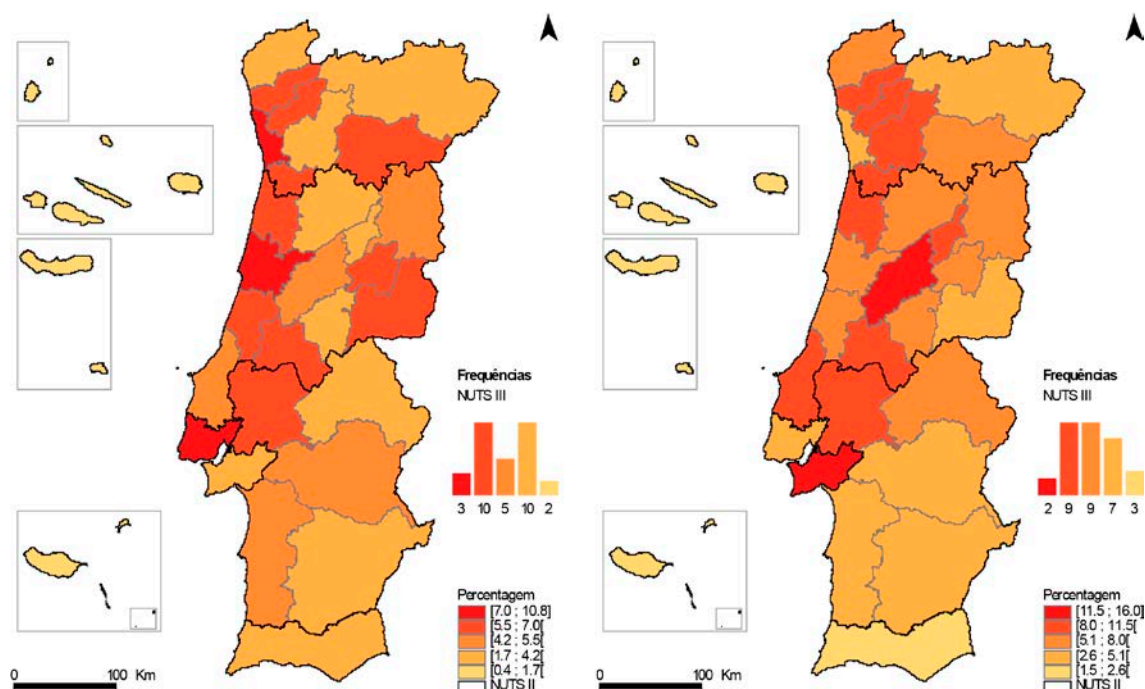 Frequências
NUTS III
3 10 5 10 2
Percentagem
[7.0 ; 10.8]
[5.5 ; 7.0[
[4.2 ; 5.5[
[1.7 ; 4.2[
[0.4 ; 1.7[
NUTS II
0 100 Km
Frequências
NUTS III
2 9 9 7 3
Percentagem
[11.5 ; 16.0]
[8.0 ; 11.5[
[5.1 ; 8.0[
[2.6 ; 5.1[
[1.5 ; 2.6[
NUTS II
0 100 Km